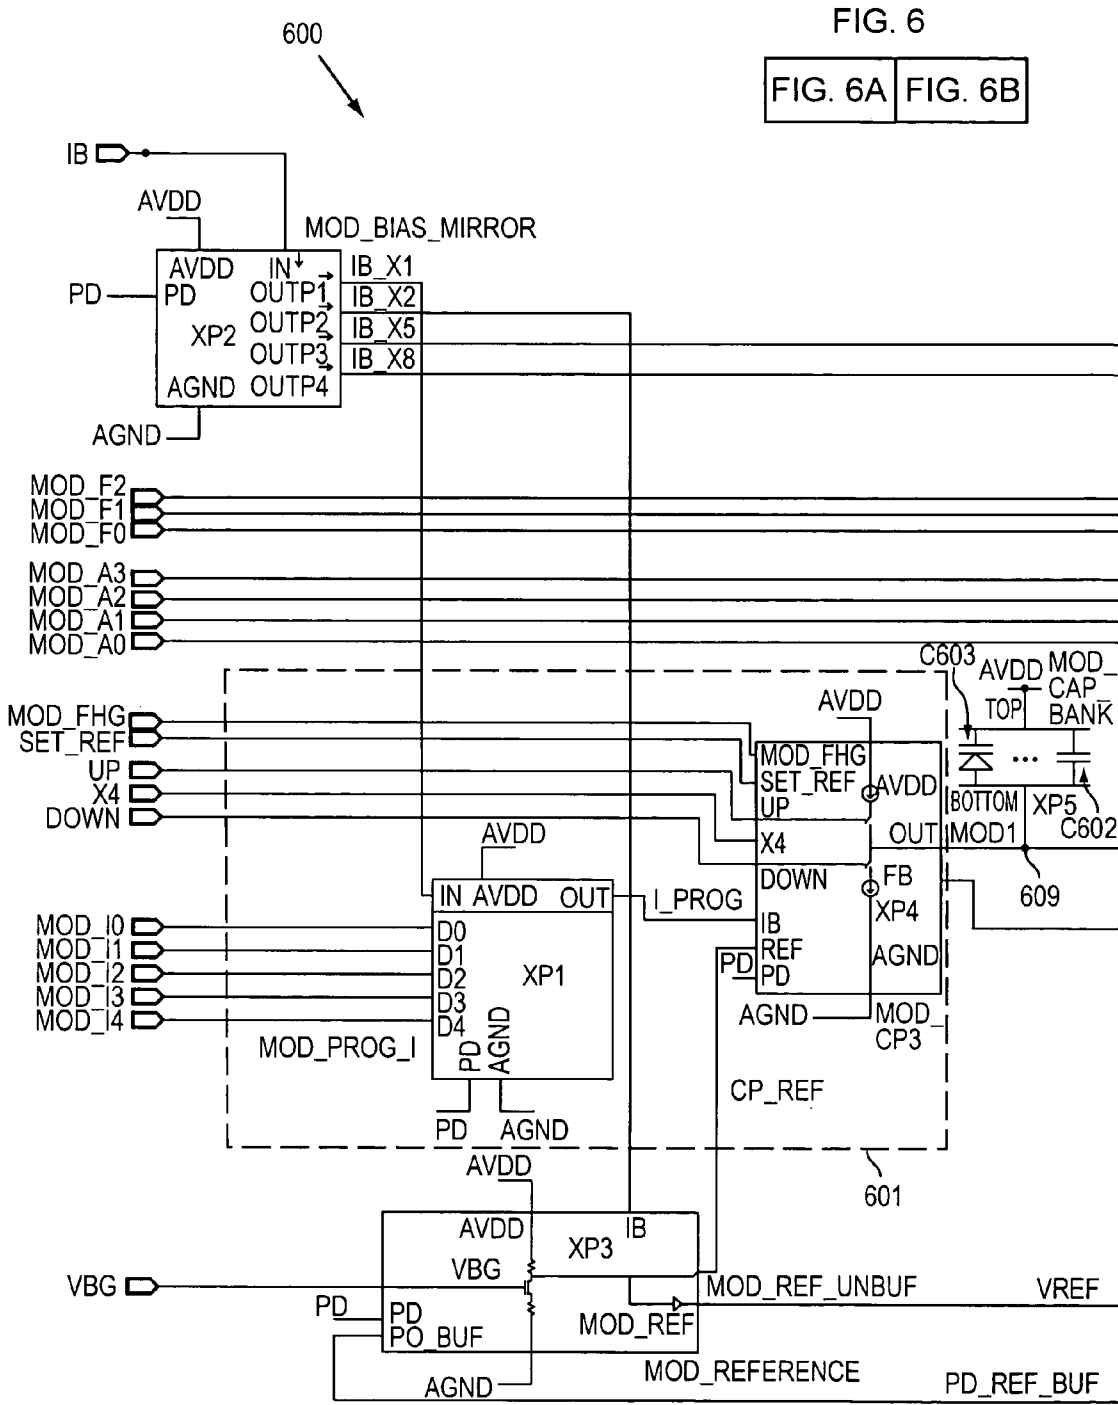 FIG. 6
FIG. 6A FIG. 6B
600
IB
AVDD
MOD_BIAS_MIRROR
AVDD IN
PD PD
XP2
AGND
OUTP1
OUTP2
OUTP3
OUTP4
IB_X1
IB_X2
IB_X5
IB_X8
AGND
MOD_F2
MOD_F1
MOD_F0
MOD_A3
MOD_A2
MOD_A1
MOD_A0
MOD_FHG
SET_REF
UP
X4
DOWN
C603
AVDD
MOD_
CAP_
BANK
TOP
BOTTOM
XP5
C602
AVDD
MOD_FHG
SET_REF
UP
AVDD
X4
OUT
MOD1
DOWN
FB
609
XP4
IB
REF
PD PD
AGND
AGND
MOD_
CP3
AVDD
IN AVDD OUT
I_PROG
MOD_I0
MOD_I1
MOD_I2
MOD_I3
MOD_I4
D0
D1
D2
D3
D4
XP1
PD
AGND
MOD_PROG_I
PD
AGND
CP_REF
601
AVDD
AVDD
IB
XP3
VBG
VBG
MOD_REF_UNBUF
VREF
PD PD
MOD_REF
PO_BUF
MOD_REFERENCE
AGND
PD_REF_BUF